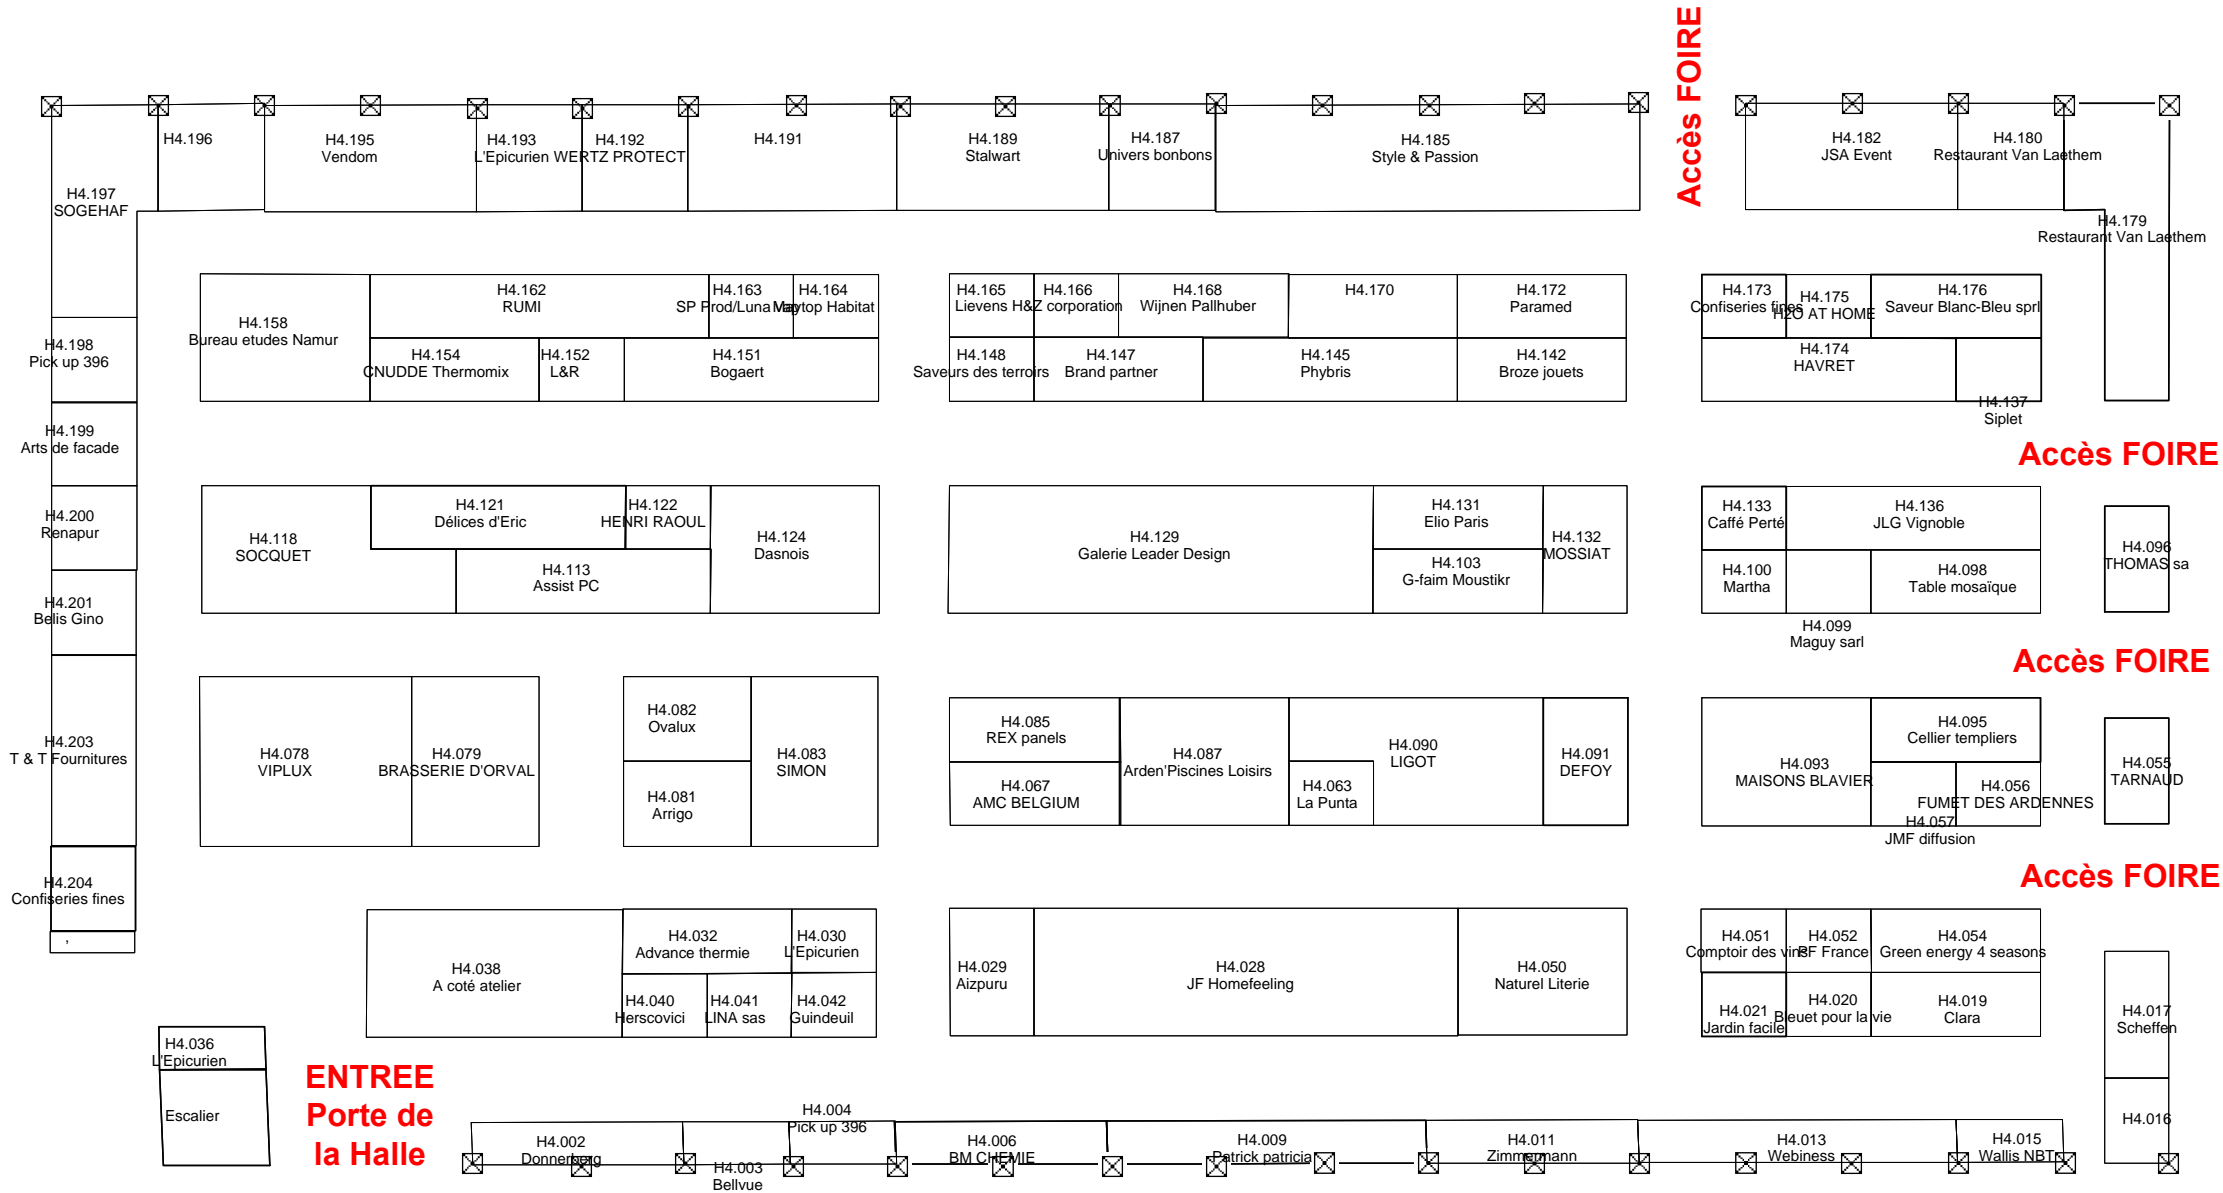 Accès FOIRE
H4.196
H4.195
Vendom
H4.193
L'Epicurien
H4.192
WERTZ PROTECT
H4.191
H4.189
Stalwart
H4.187
Univers bonbons
H4.185
Style & Passion
H4.182
JSA Event
H4.180
Restaurant Van Laethem
H4.197
SOGEHAF
H4.179
Restaurant Van Laethem
H4.158
Bureau etudes Namur
H4.162
RUMI
H4.163
SP Prod/Luna Vap
H4.164
Maytop Habitat
H4.165
Lievens
H4.166
H&Z corporation
H4.168
Wijnen Pallhuber
H4.170
H4.172
Paramed
H4.173
Confiseries fines
H4.175
H2O AT HOME
H4.176
Saveur Blanc-Bleu sprl
H4.198
Pick up 396
H4.154
CNUDDE Thermomix
H4.152
L&R
H4.151
Bogaert
H4.148
Saveurs des terroirs
H4.147
Brand partner
H4.145
Phybris
H4.142
Broze jouets
H4.174
HAVRET
H4.137
Siplet
H4.199
Arts de facade
Accès FOIRE
H4.200
Renapur
H4.118
SOCQUET
H4.121
Délices d'Eric
H4.122
HENRI RAOUL
H4.124
Dasnois
H4.113
Assist PC
H4.129
Galerie Leader Design
H4.131
Elio Paris
H4.103
G-faim Moustikr
H4.132
MOSSIAT
H4.133
Caffé Perté
H4.136
JLG Vignoble
H4.096
THOMAS sa
H4.100
Martha
H4.098
Table mosaïque
H4.099
Maguy sarl
H4.201
Belis Gino
Accès FOIRE
H4.203
T & T Fournitures
H4.078
VIPLUX
H4.079
BRASSERIE D'ORVAL
H4.082
Ovalux
H4.081
Arrigo
H4.083
SIMON
H4.085
REX panels
H4.067
AMC BELGIUM
H4.087
Arden'Piscines Loisirs
H4.090
LIGOT
H4.063
La Punta
H4.091
DEFOY
H4.093
MAISONS BLAVIER
H4.095
Cellier templiers
H4.056
FUMET DES ARDENNES
H4.057
JMF diffusion
H4.055
TARNAUD
H4.204
Confiseries fines
,
Accès FOIRE
H4.038
A coté atelier
H4.032
Advance thermie
H4.030
L'Epicurien
H4.040
Herscovici
H4.041
LINA sas
H4.042
Guindeuil
H4.029
Aizpuru
H4.028
JF Homefeeling
H4.050
Naturel Literie
H4.051
Comptoir des vins
H4.052
PF France
H4.054
Green energy 4 seasons
H4.021
Jardin facile
H4.020
Bleuet pour la vie
H4.019
Clara
H4.017
Scheffen
H4.036
L'Epicurien
Escalier
ENTREE
Porte de
la Halle
H4.002
Donnerberg
H4.003
Bellvue
H4.004
Pick up 396
H4.006
BM CHEMIE
H4.009
Patrick patricia
H4.011
Zimmermann
H4.013
Webiness
H4.015
Wallis NBT
H4.016